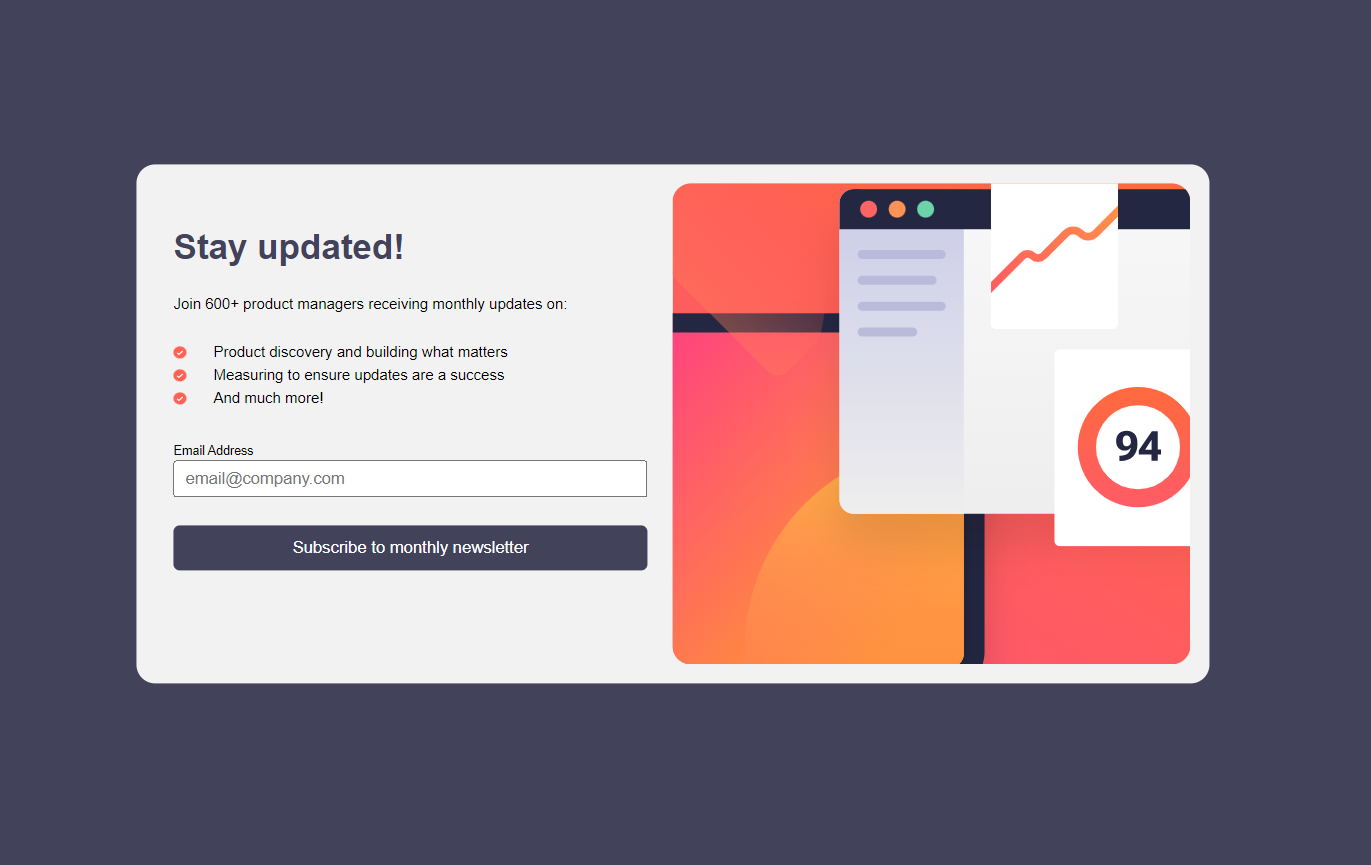 Stay updated!
Join 600+ product managers receiving monthly updates on:
Product discovery and building what matters
Measuring to ensure updates are a success
And much more!
Email Address
email@company.com
Subscribe to monthly newsletter
94